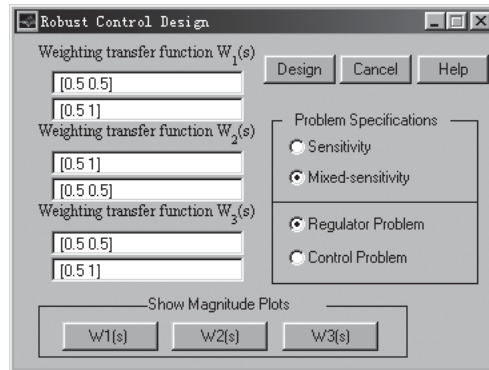 Robust Control Design
Weighting transfer function W1(s)
[0.5 0.5]
[0.5 1]
Weighting transfer function W2(s)
[0.5 1]
[0.5 0.5]
Weighting transfer function W3(s)
[0.5 0.5]
[0.5 1]
Design Cancel Help
Problem Specifications
Sensitivity
Mixed-sensitivity
Regulator Problem
Control Problem
Show Magnitude Plots
W1(s) W2(s) W3(s)